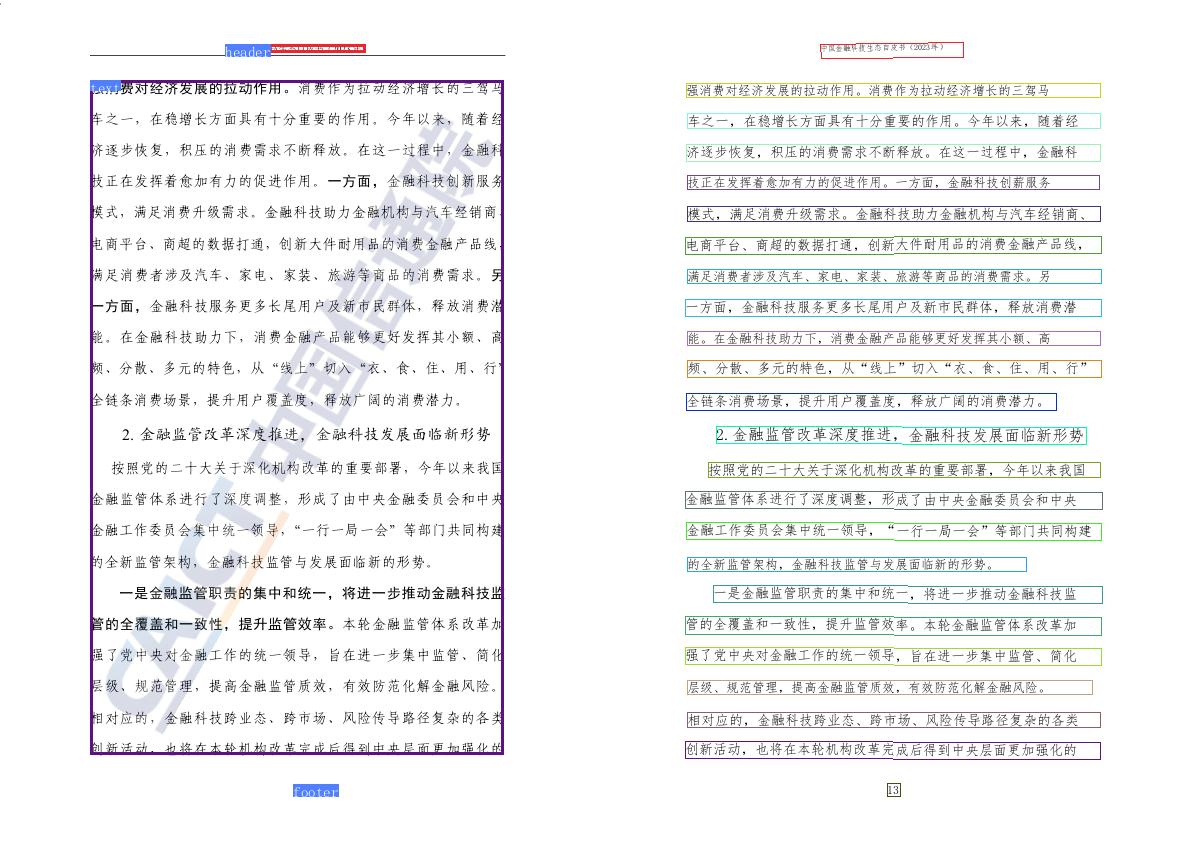 header
text
强消费对经济发展的拉动作用。消费作为拉动经济增长的三驾马
车之一，在稳增长方面具有十分重要的作用。今年以来，随着经
济逐步恢复，积压的消费需求不断释放。在这一过程中，金融科
技正在发挥着愈加有力的促进作用。一方面，金融科技创新服务
模式，满足消费升级需求。金融科技助力金融机构与汽车经销商、
电商平台、商超的数据打通，创新大件耐用品的消费金融产品线，
满足消费者涉及汽车、家电、家装、旅游等商品的消费需求。另
一方面，金融科技服务更多长尾用户及新市民群体，释放消费潜
能。在金融科技助力下，消费金融产品能够更好发挥其小额、高
频、分散、多元的特色，从“线上”切入“衣、食、住、用、行”
全链条消费场景，提升用户覆盖度，释放广阔的消费潜力。
2. 金融监管改革深度推进，金融科技发展面临新形势
按照党的二十大关于深化机构改革的重要部署，今年以来我国
金融监管体系进行了深度调整，形成了由中央金融委员会和中央
金融工作委员会集中统一领导，“一行一局一会”等部门共同构建
的全新监管架构，金融科技监管与发展面临新的形势。
一是金融监管职责的集中和统一，将进一步推动金融科技监
管的全覆盖和一致性，提升监管效率。本轮金融监管体系改革加
强了党中央对金融工作的统一领导，旨在进一步集中监管、简化
层级、规范管理，提高金融监管质效，有效防范化解金融风险。
相对应的，金融科技跨业态、跨市场、风险传导路径复杂的各类
创新活动，也将在本轮机构改革完成后得到中央层面更加强化的
CAICT 中国信通院
footer
中国金融科技生态白皮书（2023年）
强消费对经济发展的拉动作用。消费作为拉动经济增长的三驾马
车之一，在稳增长方面具有十分重要的作用。今年以来，随着经
济逐步恢复，积压的消费需求不断释放。在这一过程中，金融科
技正在发挥着愈加有力的促进作用。一方面，金融科技创薪服务
模式，满足消费升级需求。金融科技助力金融机构与汽车经销商、
电商平台、商超的数据打通，创新大件耐用品的消费金融产品线，
满足消费者涉及汽车、家电、家装、旅游等商品的消费需求。另
一方面，金融科技服务更多长尾用户及新市民群体，释放消费潜
能。在金融科技助力下，消费金融产品能够更好发挥其小额、高
频、分散、多元的特色，从“线上”切入“衣、食、住、用、行”
全链条消费场景，提升用户覆盖度，释放广阔的消费潜力。
2. 金融监管改革深度推进，金融科技发展面临新形势
按照党的二十大关于深化机构改革的重要部署，今年以来我国
金融监管体系进行了深度调整，形成了由中央金融委员会和中央
金融工作委员会集中统一领导，“一行一局一会”等部门共同构建
的全新监管架构，金融科技监管与发展面临新的形势。
一是金融监管职责的集中和统一，将进一步推动金融科技监
管的全覆盖和一致性，提升监管效率。本轮金融监管体系改革加
强了党中央对金融工作的统一领导，旨在进一步集中监管、简化
层级、规范管理，提高金融监管质效，有效防范化解金融风险。
相对应的，金融科技跨业态、跨市场、风险传导路径复杂的各类
创新活动，也将在本轮机构改革完成后得到中央层面更加强化的
13